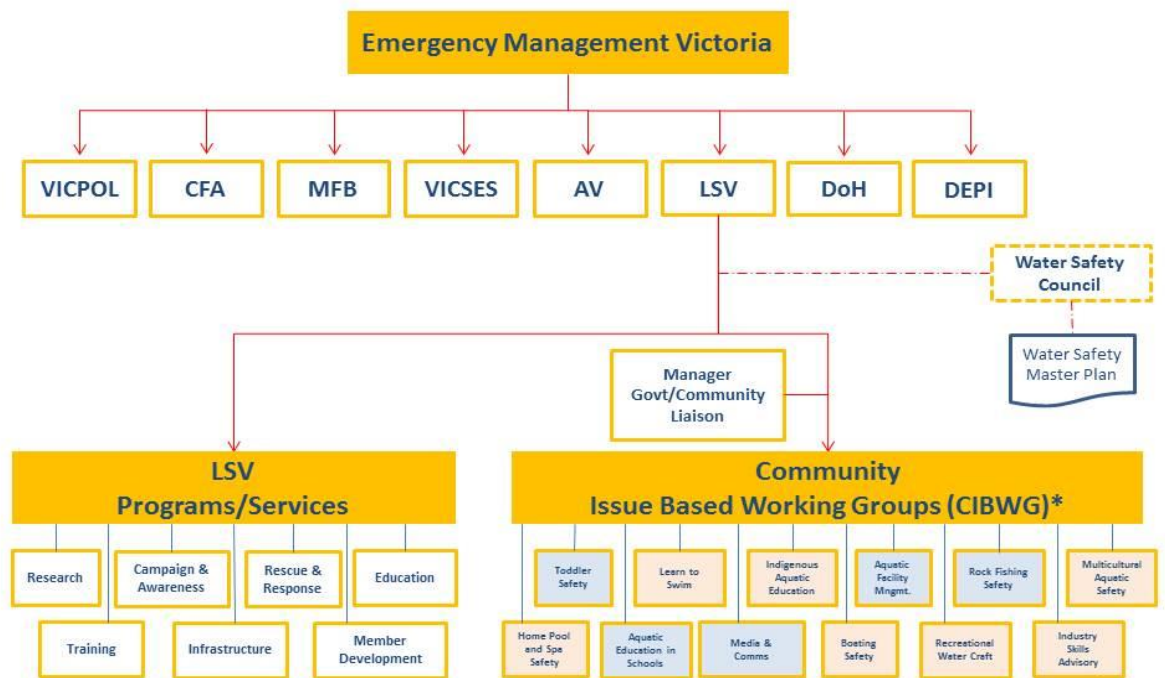 Emergency Management Victoria
VICPOL
CFA
MFB
VICSES
AV
LSV
DoH
DEPI
Water Safety
Council
Water Safety
Master Plan
Manager
Govt/Community
Liaison
LSV
Programs/Services
Community
Issue Based Working Groups (CIBWG)*
Research
Campaign &
Awareness
Rescue &
Response
Education
Training
Infrastructure
Member
Development
Toddler
Safety
Learn to
Swim
Indigenous
Aquatic
Education
Aquatic
Facility
Mngmt.
Rock Fishing
Safety
Multicultural
Aquatic
Safety
Home Pool
and Spa
Safety
Aquatic
Education in
Schools
Media &
Comms
Boating
Safety
Recreational
Water Craft
Industry
Skills
Advisory